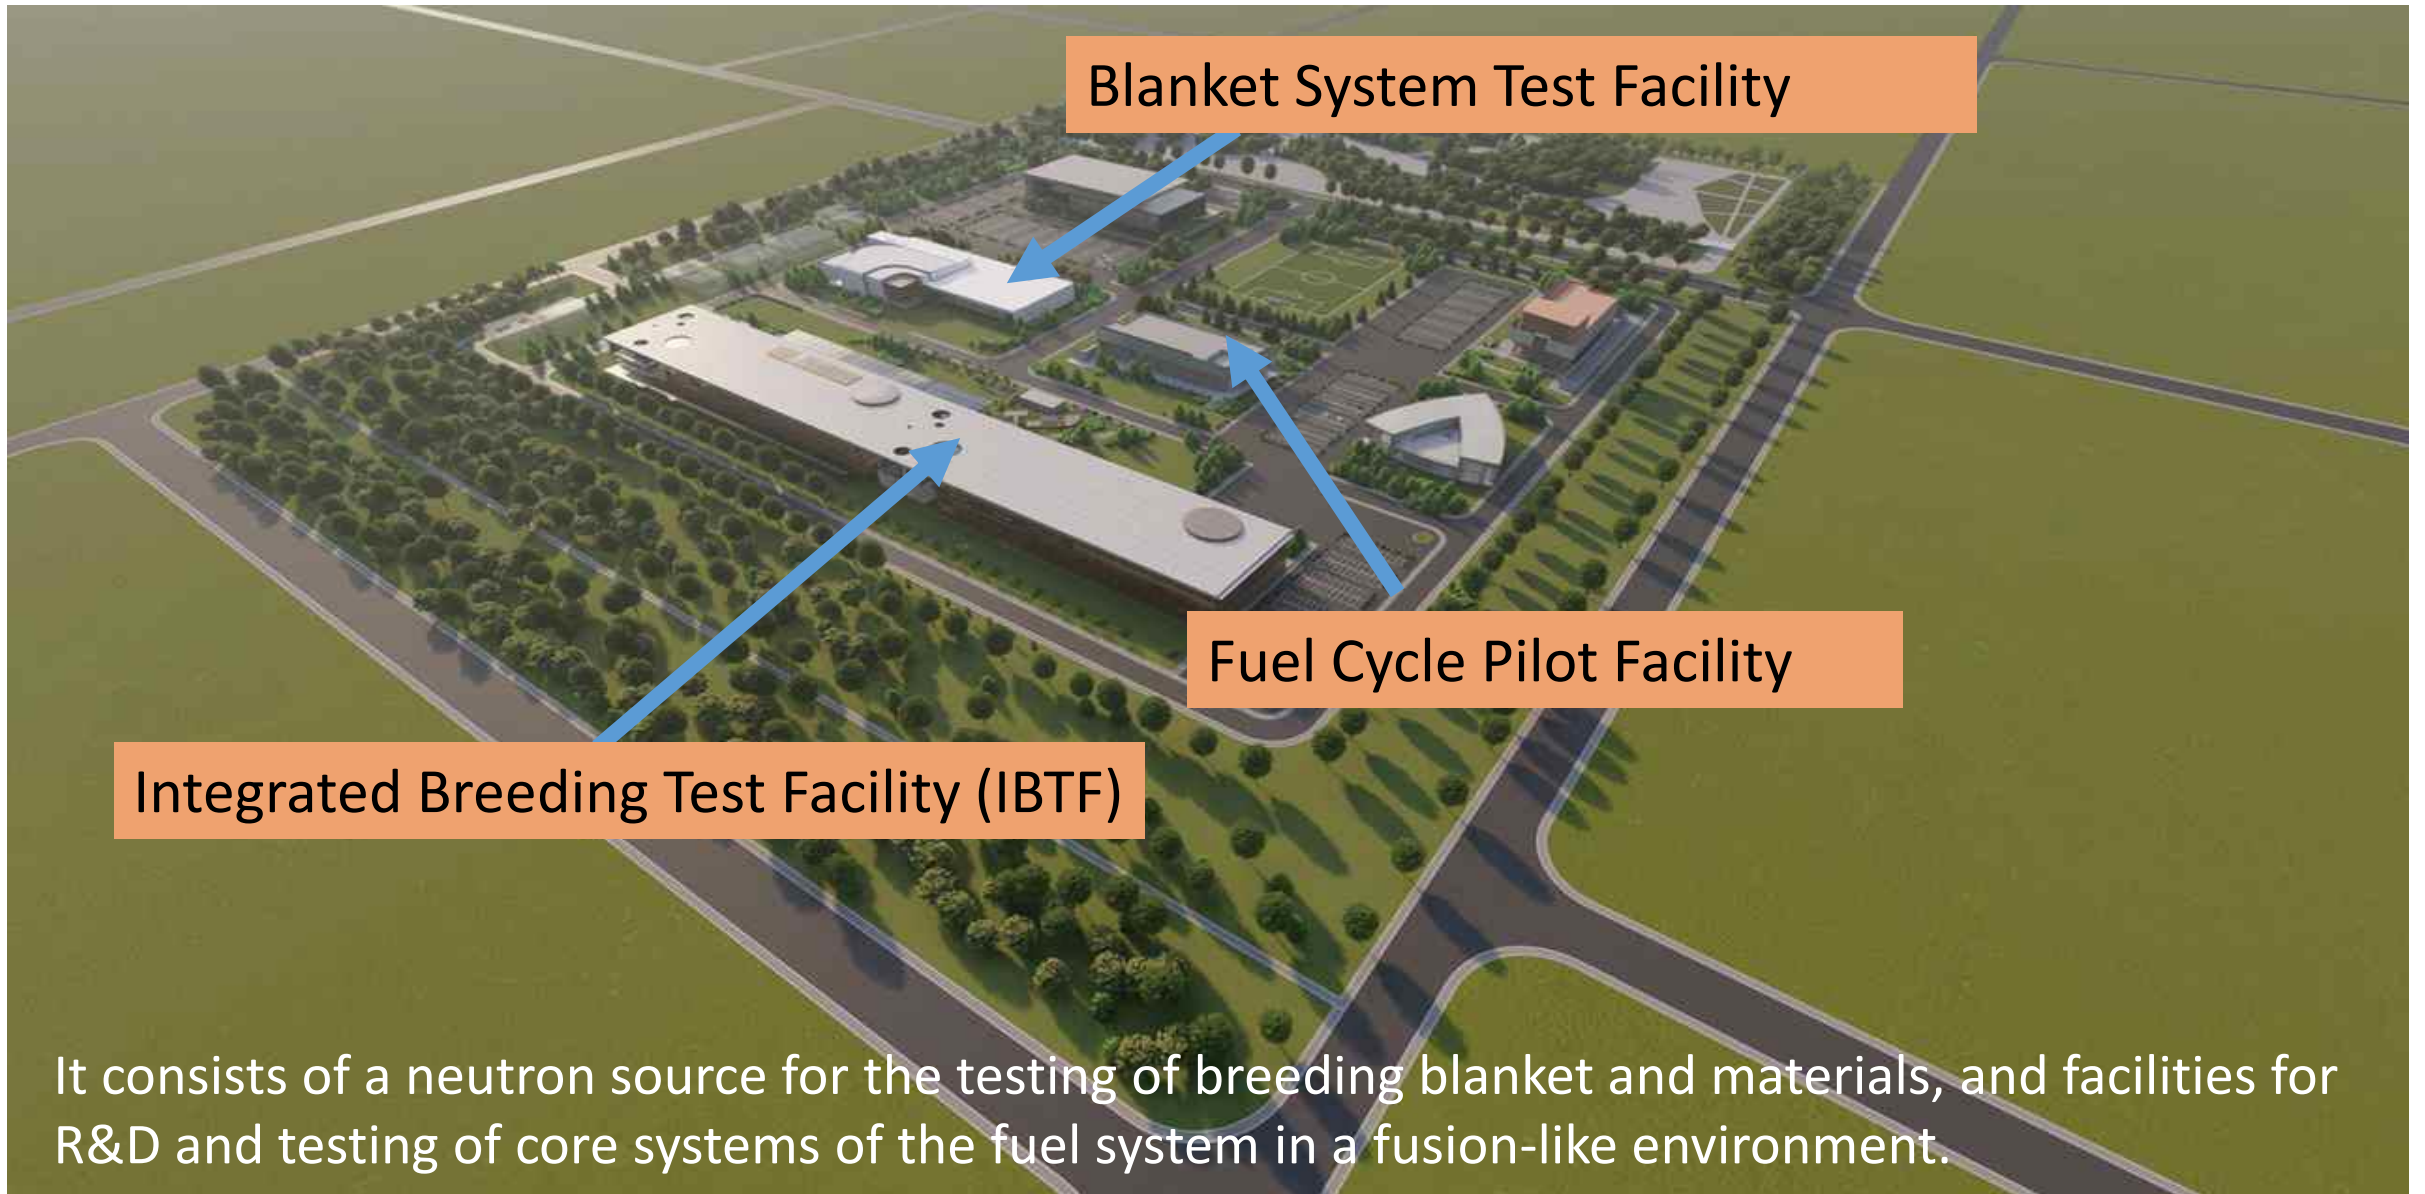 Blanket System Test Facility
Fuel Cycle Pilot Facility
Integrated Breeding Test Facility (IBTF)
It consists of a neutron source for the testing of breeding blanket and materials, and facilities for
R&D and testing of core systems of the fuel system in a fusion-like environment.